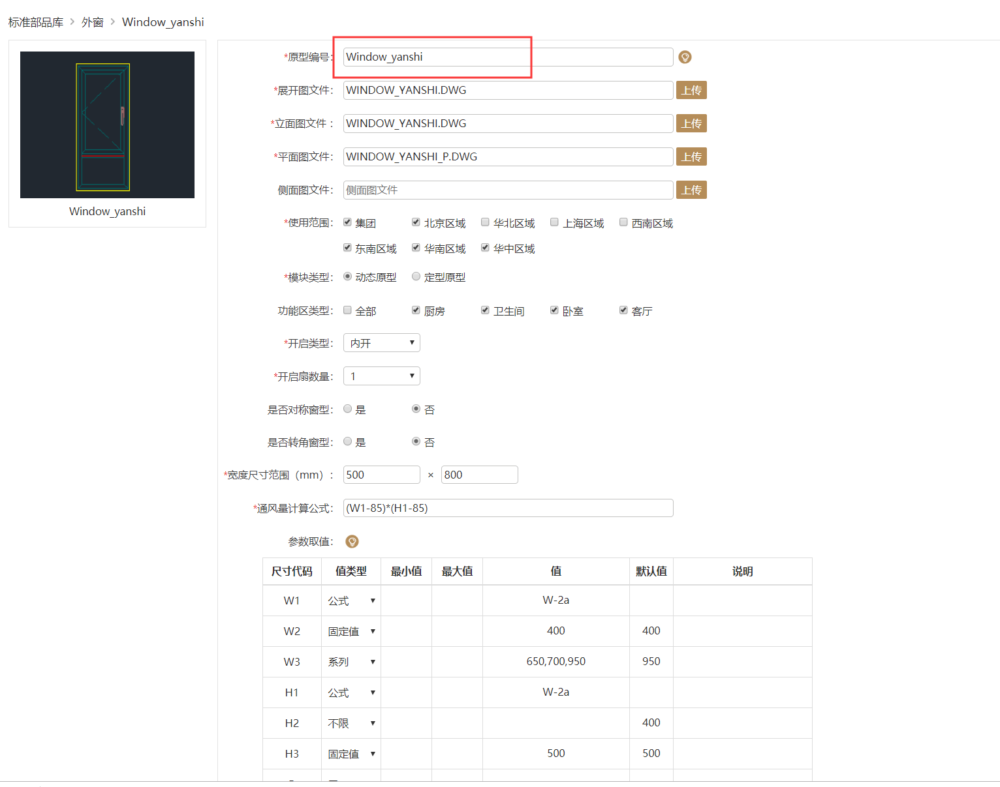 标准部品库 > 外窗 > Window_yanshi
Window_yanshi
*原型编号： Window_yanshi
*展开图文件： WINDOW_YANSHI.DWG 上传
*立面图文件 ： WINDOW_YANSHI.DWG 上传
*平面图文件： WINDOW_YANSHI_P.DWG 上传
侧面图文件： 侧面图文件 上传
*使用范围： 集团 北京区域 华北区域 上海区域 西南区域
东南区域 华南区域 华中区域
*模块类型： 动态原型 定型原型
功能区类型： 全部 厨房 卫生间 卧室 客厅
*开启类型： 内开
*开启扇数量： 1
是否对称窗型： 是 否
是否转角窗型： 是 否
*宽度尺寸范围（mm）： 500 × 800
*通风量计算公式： (W1-85)*(H1-85)
参数取值：
尺寸代码 值类型 最小值 最大值 值 默认值 说明
W1 公式 W-2a
W2 固定值 400 400
W3 系列 650,700,950 950
H1 公式 W-2a
H2 不限 400
H3 固定值 500 500